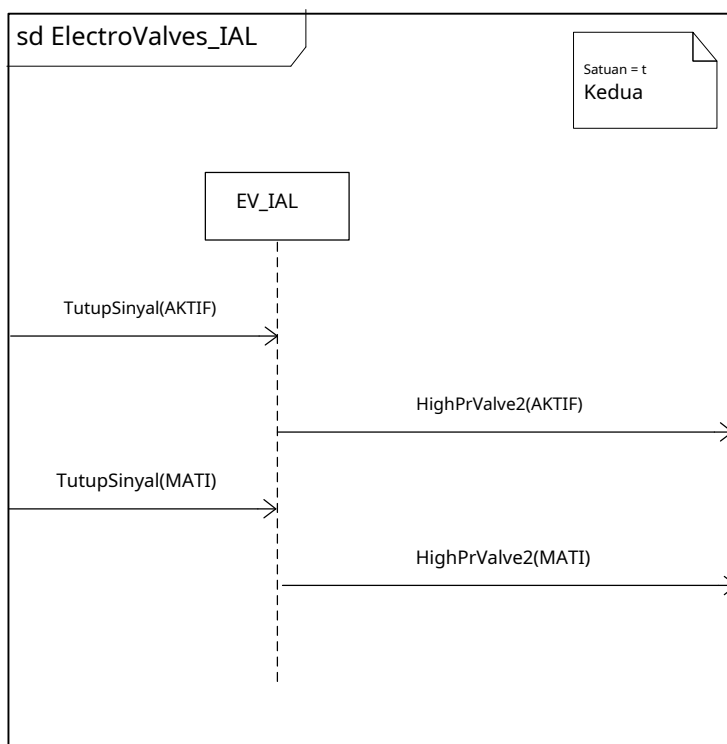 sd ElectroValves_IAL
Satuan = t
Kedua
EV_IAL
TutupSinyal(AKTIF)
HighPrValve2(AKTIF)
TutupSinyal(MATI)
HighPrValve2(MATI)